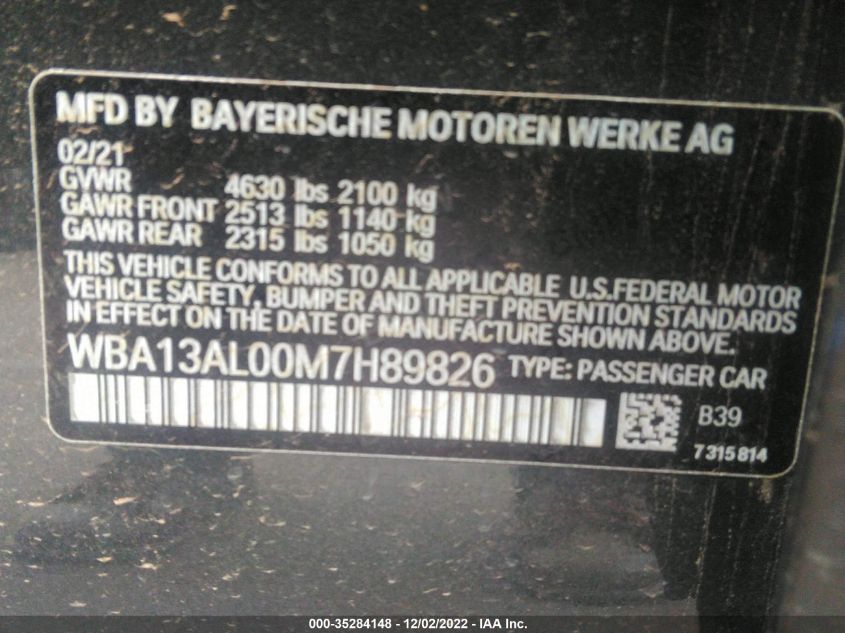 MFD BY BAYERISCHE MOTOREN WERKE AG
02/21
GVWR 4630 lbs 2100 kg
GAWR FRONT 2513 lbs 1140 kg
GAWR REAR 2315 lbs 1050 kg
THIS VEHICLE CONFORMS TO ALL APPLICABLE U.S.FEDERAL MOTOR
VEHICLE SAFETY, BUMPER AND THEFT PREVENTION STANDARDS
IN EFFECT ON THE DATE OF MANUFACTURE SHOWN ABOVE.
WBA13AL00M7H89826 TYPE: PASSENGER CAR
B39
7315814
000-35284148 - 12/02/2022 - IAA Inc.